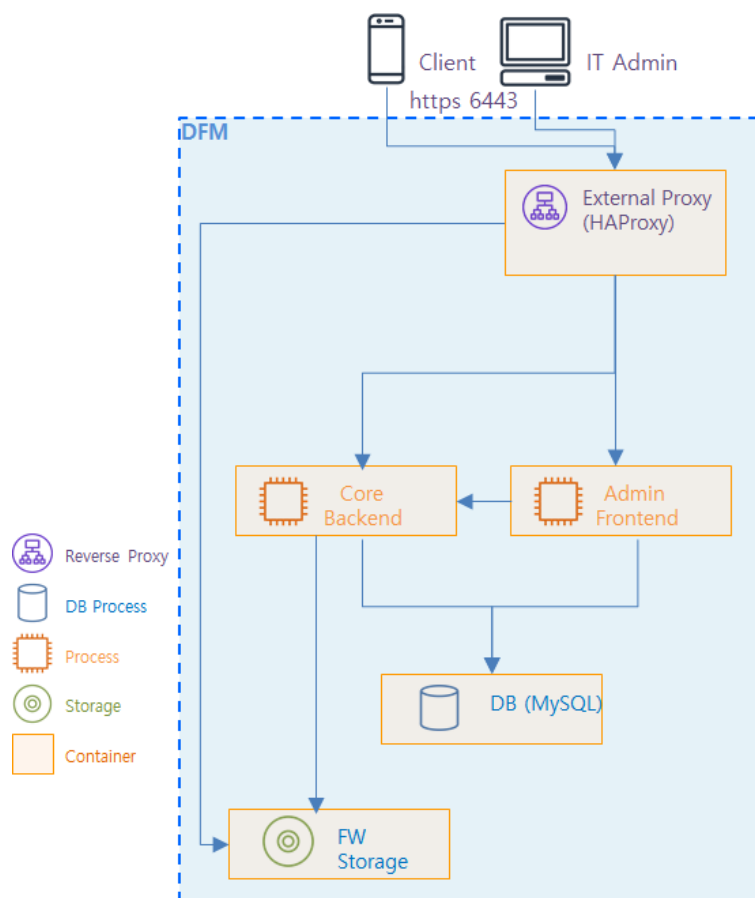 Client
IT Admin
https 6443
DFM
External Proxy
(HAProxy)
Core
Backend
Admin
Frontend
Reverse Proxy
DB Process
Process
Storage
Container
DB (MySQL)
FW
Storage